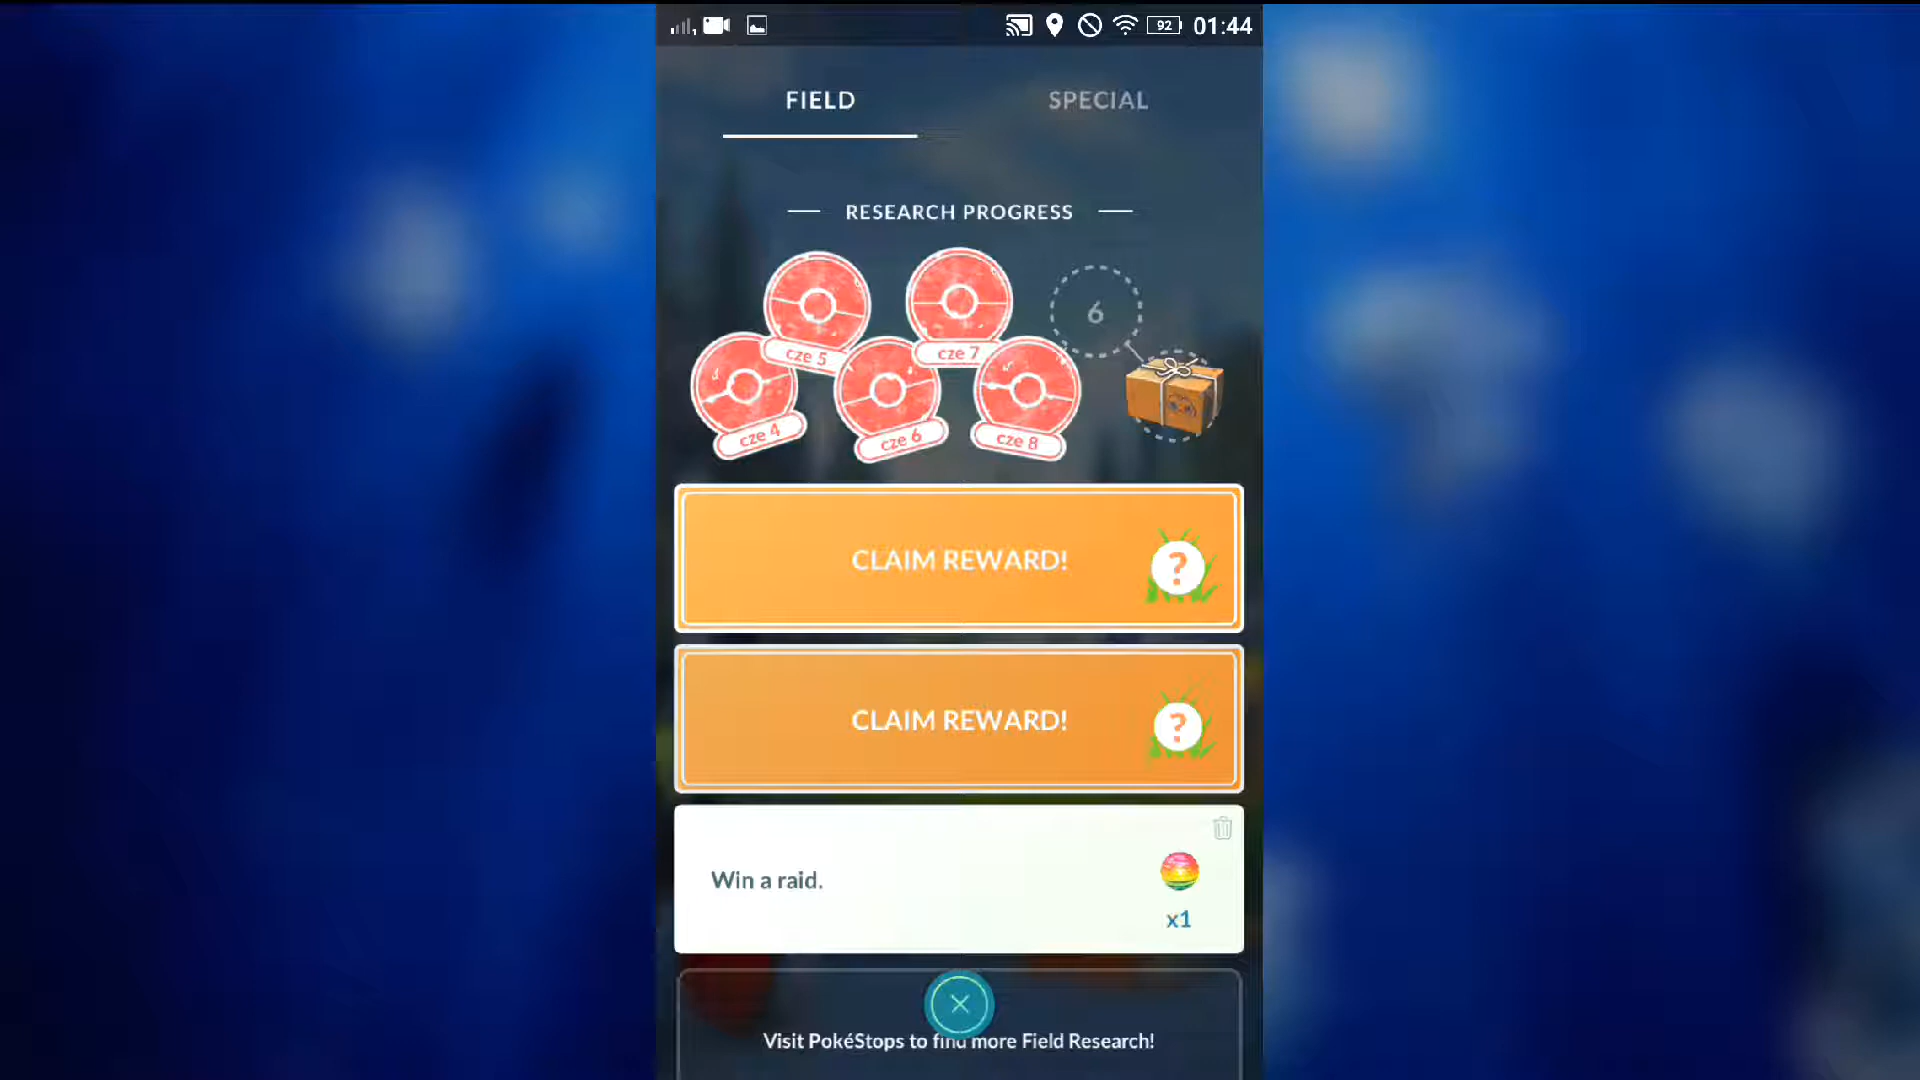 92 01:44
FIELD SPECIAL
RESEARCH PROGRESS
6
cze 5 cze 7
cze 4 cze 6 cze 8
CLAIM REWARD! ?
CLAIM REWARD! ?
Win a raid.
x1
Visit PokéStops to find more Field Research!